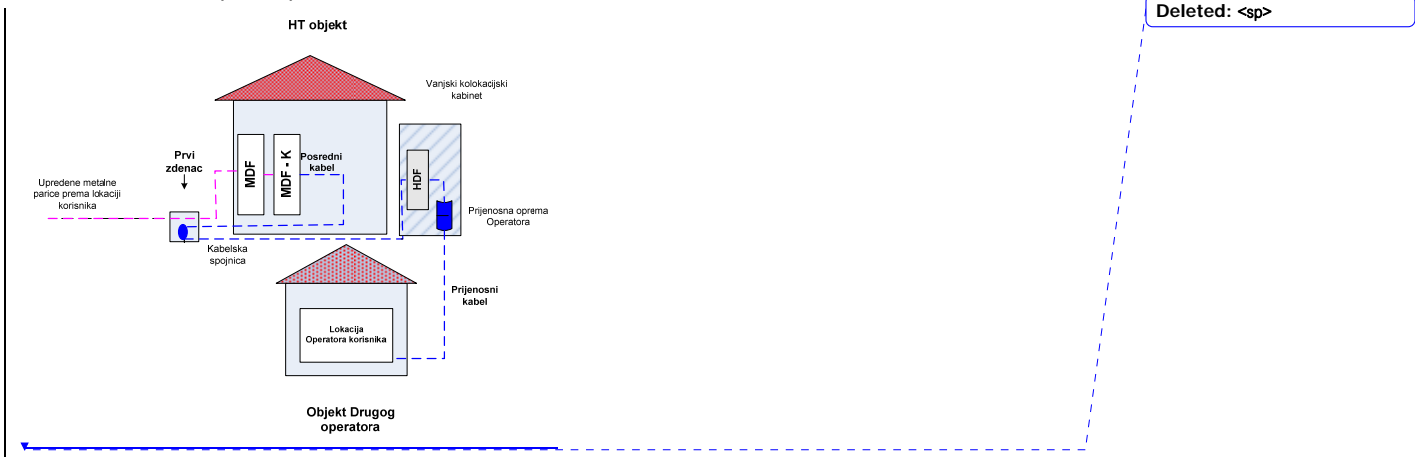 Deleted: <sp>
HT objekt
Vanjski kolokacijski
kabinet
Prvi
zdenac
MDF
MDF - K
Posredni
kabel
HDF
Upredene metalne
parice prema lokaciji
korisnika
Prijenosna oprema
Operatora
Kabelska
spojnica
Prijenosni
kabel
Lokacija
Operatora korisnika
Objekt Drugog
operatora